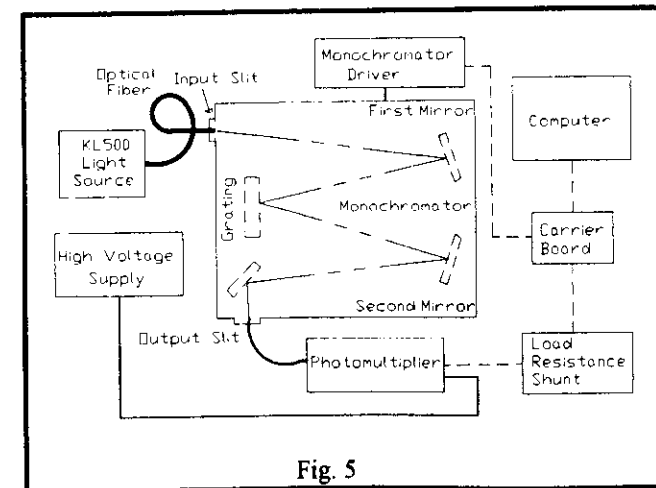 Optical
Fiber
Input Slit
KL500
Light
Source
Monochromator
Driver
First Mirror
Computer
Grating
Monochromator
Carrier
Board
High Voltage
Supply
Second Mirror
Output Slit
Photomultiplier
Load
Resistance
Shunt
Fig. 5